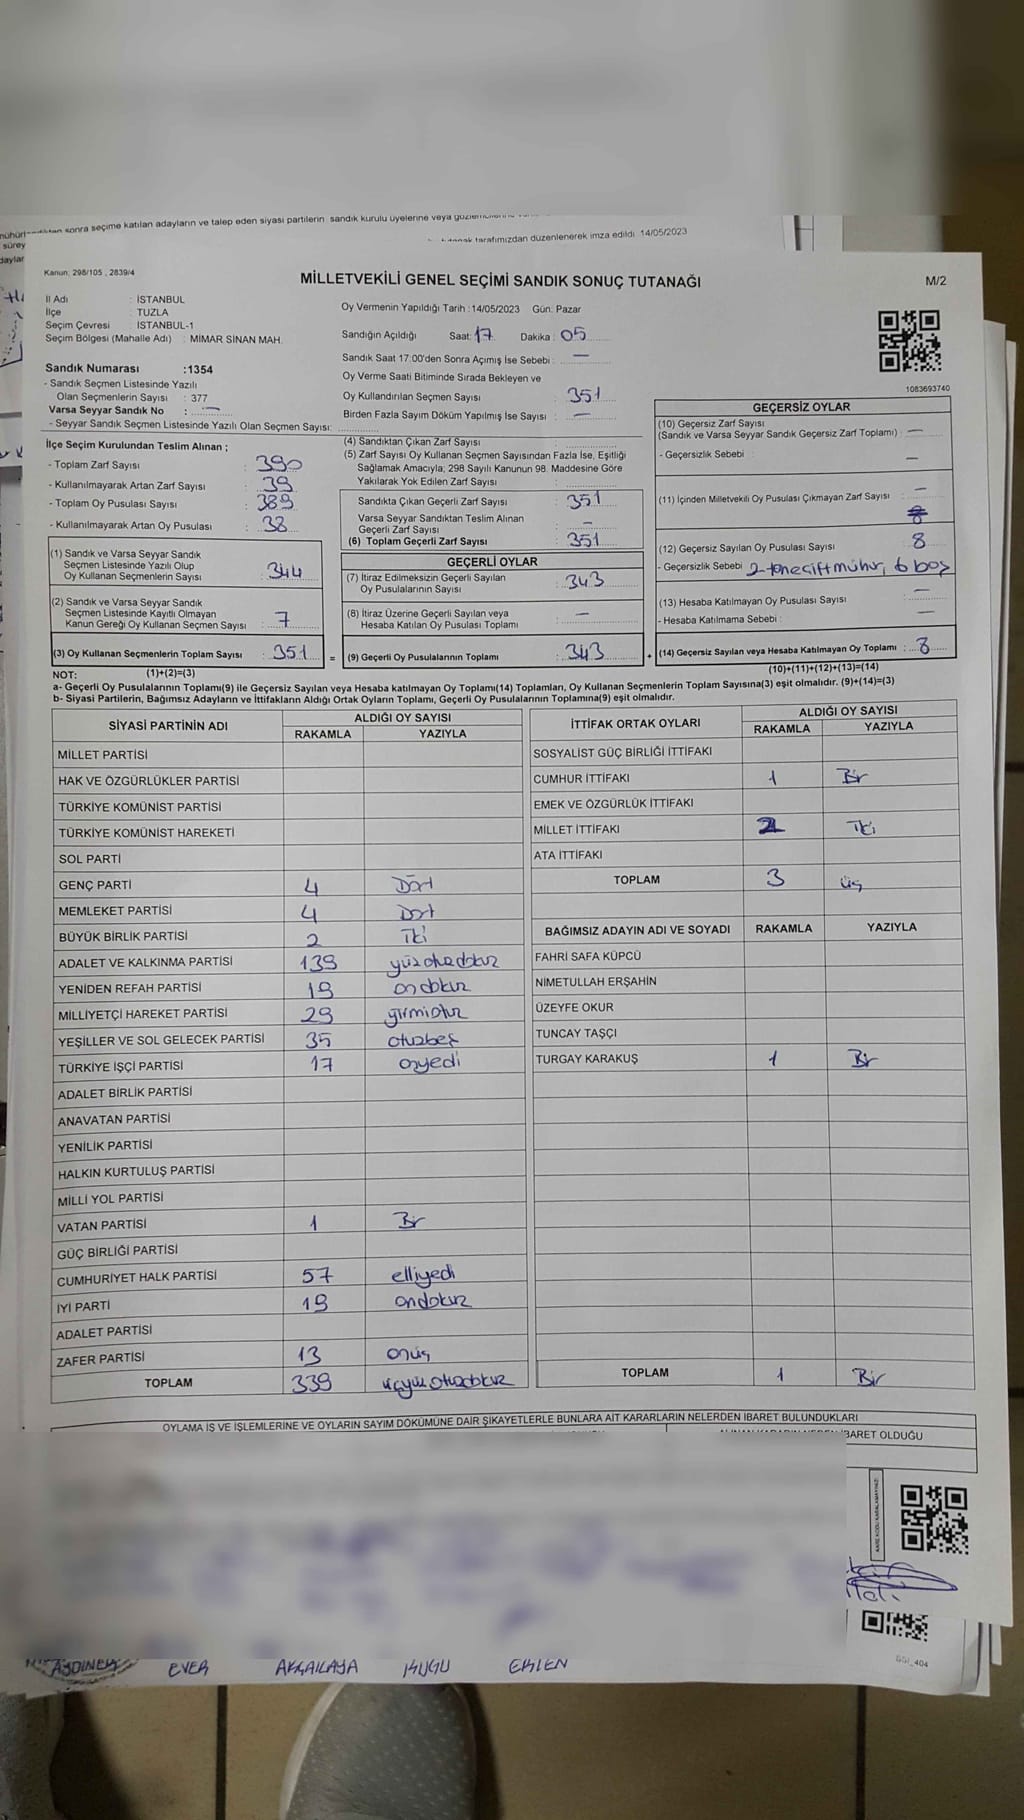 sonra seçime katılan adayların ve talep eden siyasi partilerin sandık kurulu üyelerine veya
tarafımızdan düzenlenerek imza edildi 14/05/2023
sürey
Kanun: 298/105 , 2839/4
MİLLETVEKİLİ GENEL SEÇİMİ SANDIK SONUÇ TUTANAĞI
M/2
İl Adı : İSTANBUL
İlçe : TUZLA
Seçim Çevresi : İSTANBUL-1
Seçim Bölgesi (Mahalle Adı) : MİMAR SİNAN MAH.
Oy Vermenin Yapıldığı Tarih :14/05/2023 Gün: Pazar
Sandığın Açıldığı Saat: 17 Dakika : 05
Sandık Saat 17:00'den Sonra Açımış İse Sebebi : —
Oy Verme Saati Bitiminde Sırada Bekleyen ve
Oy Kullandırılan Seçmen Sayısı : 351
Birden Fazla Sayım Döküm Yapılmış İse Sayısı : —
1083693740
Sandık Numarası :1354
- Sandık Seçmen Listesinde Yazılı
Olan Seçmenlerin Sayısı : 377
Varsa Seyyar Sandık No : —
- Seyyar Sandık Seçmen Listesinde Yazılı Olan Seçmen Sayısı:
İlçe Seçim Kurulundan Teslim Alınan ;
- Toplam Zarf Sayısı : 390
- Kullanılmayarak Artan Zarf Sayısı : 39
- Toplam Oy Pusulası Sayısı : 389
- Kullanılmayarak Artan Oy Pusulası : 38
(1) Sandık ve Varsa Seyyar Sandık
Seçmen Listesinde Yazılı Olup
Oy Kullanan Seçmenlerin Sayısı : 344
(2) Sandık ve Varsa Seyyar Sandık
Seçmen Listesinde Kayıtlı Olmayan
Kanun Gereği Oy Kullanan Seçmen Sayısı : 7
(3) Oy Kullanan Seçmenlerin Toplam Sayısı : 351 =
(1)+(2)=(3)
(4) Sandıktan Çıkan Zarf Sayısı :
(5) Zarf Sayısı Oy Kullanan Seçmen Sayısından Fazla İse, Eşitliği
Sağlamak Amacıyla; 298 Sayılı Kanunun 98. Maddesine Göre
Yakılarak Yok Edilen Zarf Sayısı :
Sandıkta Çıkan Geçerli Zarf Sayısı : 351
Varsa Seyyar Sandıktan Teslim Alınan
Geçerli Zarf Sayısı : —
(6) Toplam Geçerli Zarf Sayısı : 351
GEÇERLİ OYLAR
(7) İtiraz Edilmeksizin Geçerli Sayılan
Oy Pusulalarının Sayısı : 343
(8) İtiraz Üzerine Geçerli Sayılan veya
Hesaba Katılan Oy Pusulası Toplamı : —
(9) Geçerli Oy Pusulalarının Toplamı : 343 +
GEÇERSİZ OYLAR
(10) Geçersiz Zarf Sayısı
(Sandık ve Varsa Seyyar Sandık Geçersiz Zarf Toplamı) : —
- Geçersizlik Sebebi : —
(11) İçinden Milletvekili Oy Pusulası Çıkmayan Zarf Sayısı : —
(12) Geçersiz Sayılan Oy Pusulası Sayısı : 8
- Geçersizlik Sebebi : 2 tane çift mühür, 6 boş
(13) Hesaba Katılmayan Oy Pusulası Sayısı : —
- Hesaba Katılmama Sebebi : —
(14) Geçersiz Sayılan veya Hesaba Katılmayan Oy Toplamı : 8
(10)+(11)+(12)+(13)=(14)
NOT:
a- Geçerli Oy Pusulalarının Toplamı(9) ile Geçersiz Sayılan veya Hesaba katılmayan Oy Toplamı(14) Toplamları, Oy Kullanan Seçmenlerin Toplam Sayısına(3) eşit olmalıdır. (9)+(14)=(3)
b- Siyasi Partilerin, Bağımsız Adayların ve İttifakların Aldığı Ortak Oyların Toplamı, Geçerli Oy Pusulalarının Toplamına(9) eşit olmalıdır.
SİYASİ PARTİNİN ADI ALDIĞI OY SAYISI
RAKAMLA YAZIYLA
MİLLET PARTİSİ
HAK VE ÖZGÜRLÜKLER PARTİSİ
TÜRKİYE KOMÜNİST PARTİSİ
TÜRKİYE KOMÜNİST HAREKETİ
SOL PARTİ
GENÇ PARTİ 4 Dört
MEMLEKET PARTİSİ 4 Dört
BÜYÜK BİRLİK PARTİSİ 2 İki
ADALET VE KALKINMA PARTİSİ 139 yüzotuzdokuz
YENİDEN REFAH PARTİSİ 19 ondokuz
MİLLİYETÇİ HAREKET PARTİSİ 29
YEŞİLLER VE SOL GELECEK PARTİSİ 35 otuzbeş
TÜRKİYE İŞÇİ PARTİSİ 17 onyedi
ADALET BİRLİK PARTİSİ
ANAVATAN PARTİSİ
YENİLİK PARTİSİ
HALKIN KURTULUŞ PARTİSİ
MİLLİ YOL PARTİSİ
VATAN PARTİSİ 1 Bir
GÜÇ BİRLİĞİ PARTİSİ
CUMHURİYET HALK PARTİSİ 57 elliyedi
İYİ PARTİ 19 ondokuz
ADALET PARTİSİ
ZAFER PARTİSİ 13 onüç
TOPLAM 339 üçyüzotuzdokuz
İTTİFAK ORTAK OYLARI ALDIĞI OY SAYISI
RAKAMLA YAZIYLA
SOSYALİST GÜÇ BİRLİĞİ İTTİFAKI
CUMHUR İTTİFAKI 1 Bir
EMEK VE ÖZGÜRLÜK İTTİFAKI
MİLLET İTTİFAKI 2 İki
ATA İTTİFAKI
TOPLAM 3 üç
BAĞIMSIZ ADAYIN ADI VE SOYADI RAKAMLA YAZIYLA
FAHRİ SAFA KÜPCÜ
NİMETULLAH ERŞAHİN
ÜZEYFE OKUR
TUNCAY TAŞÇI
TURGAY KARAKUŞ 1 Bir
TOPLAM 1 Bir
OYLAMA İŞ VE İŞLEMLERİNE VE OYLARIN SAYIM DÖKÜMÜNE DAİR ŞİKAYETLERLE BUNLARA AİT KARARLARIN NELERDEN İBARET BULUNDUKLARI
İBARET OLDUĞU
AYDINER EVER AKÇAKAYA KUGU ERLEN